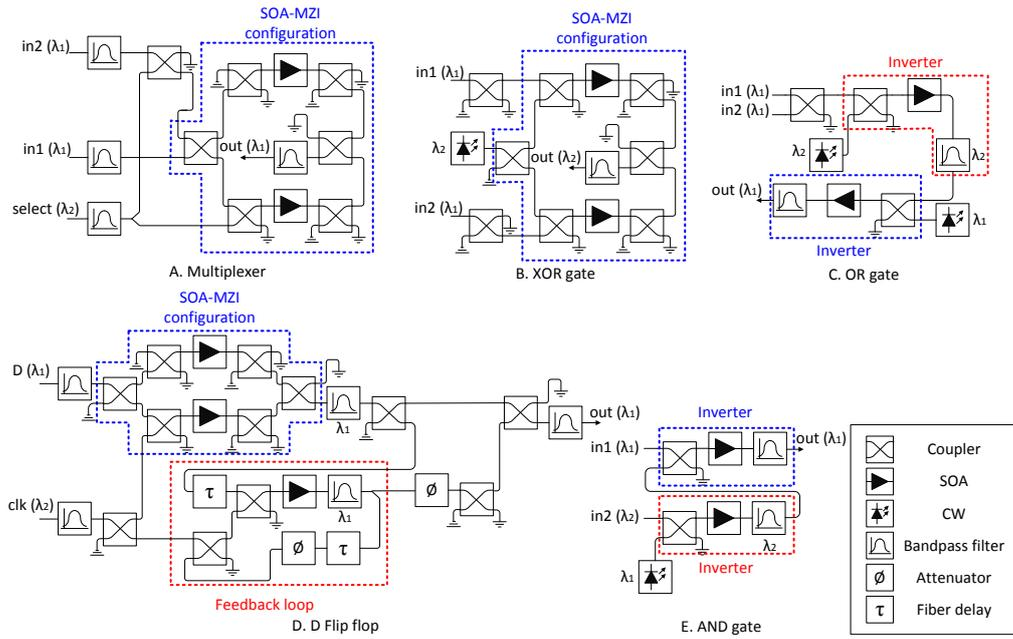 SOA-MZI
configuration
in2 (λ1)
in1 (λ1)
out (λ1)
select (λ2)
A. Multiplexer
SOA-MZI
configuration
in1 (λ1)
λ2
out (λ2)
in2 (λ1)
B. XOR gate
Inverter
in1 (λ1)
in2 (λ1)
λ2
λ2
out (λ1)
λ1
Inverter
C. OR gate
SOA-MZI
configuration
D (λ1)
λ1
out (λ1)
clk (λ2)
τ
λ1
ϕ
ϕ
τ
Feedback loop
D. D Flip flop
Inverter
in1 (λ1)
out (λ1)
in2 (λ2)
λ2
λ1
Inverter
E. AND gate
Coupler
SOA
CW
Bandpass filter
ϕ Attenuator
τ Fiber delay